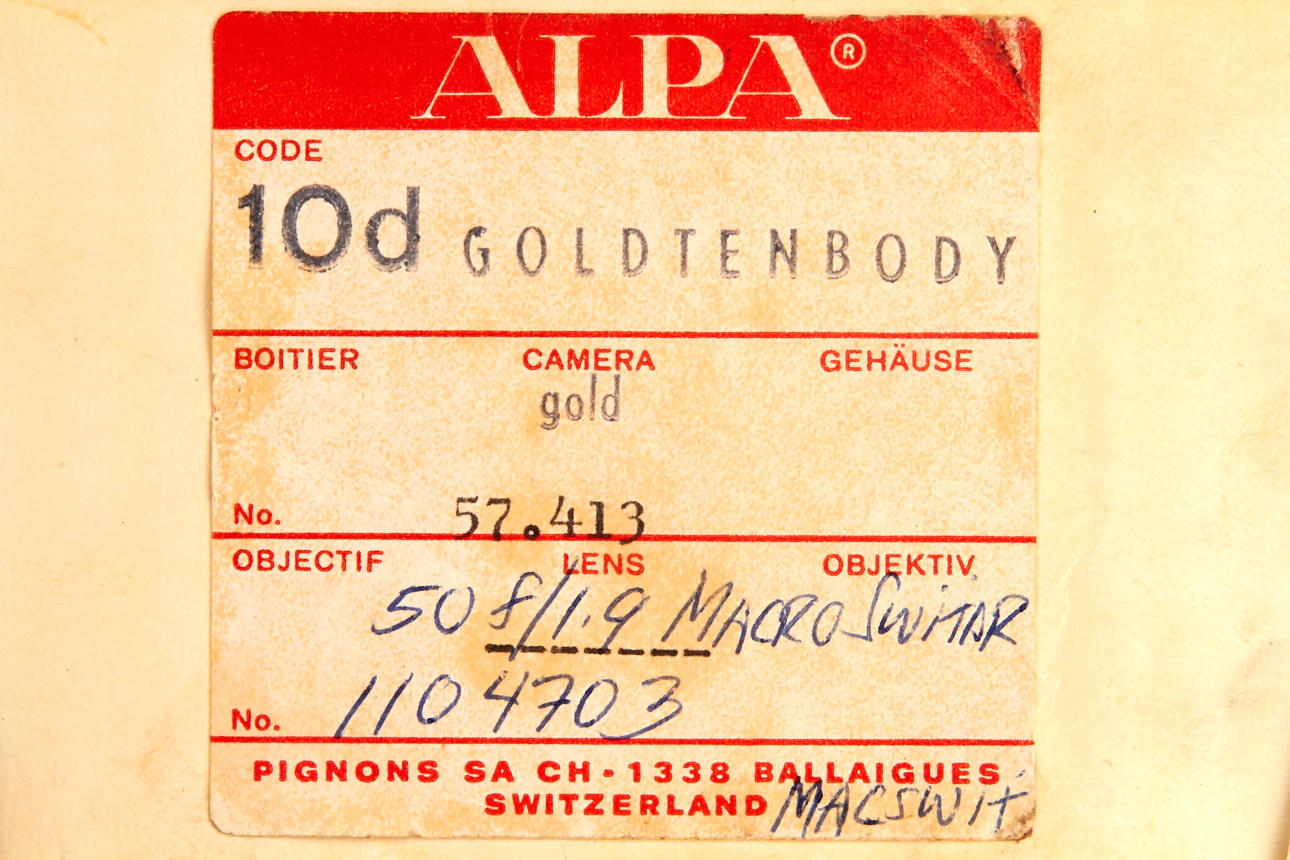 ALPA®
CODE
10d GOLDTENBODY
BOITIER CAMERA GEHÄUSE
gold
No. 57.413
OBJECTIF LENS OBJEKTIV
50 f/1.9 MACRO SWITAR
No. 1104703
PIGNONS SA CH-1338 BALLAIGUES
SWITZERLAND MACSWIT